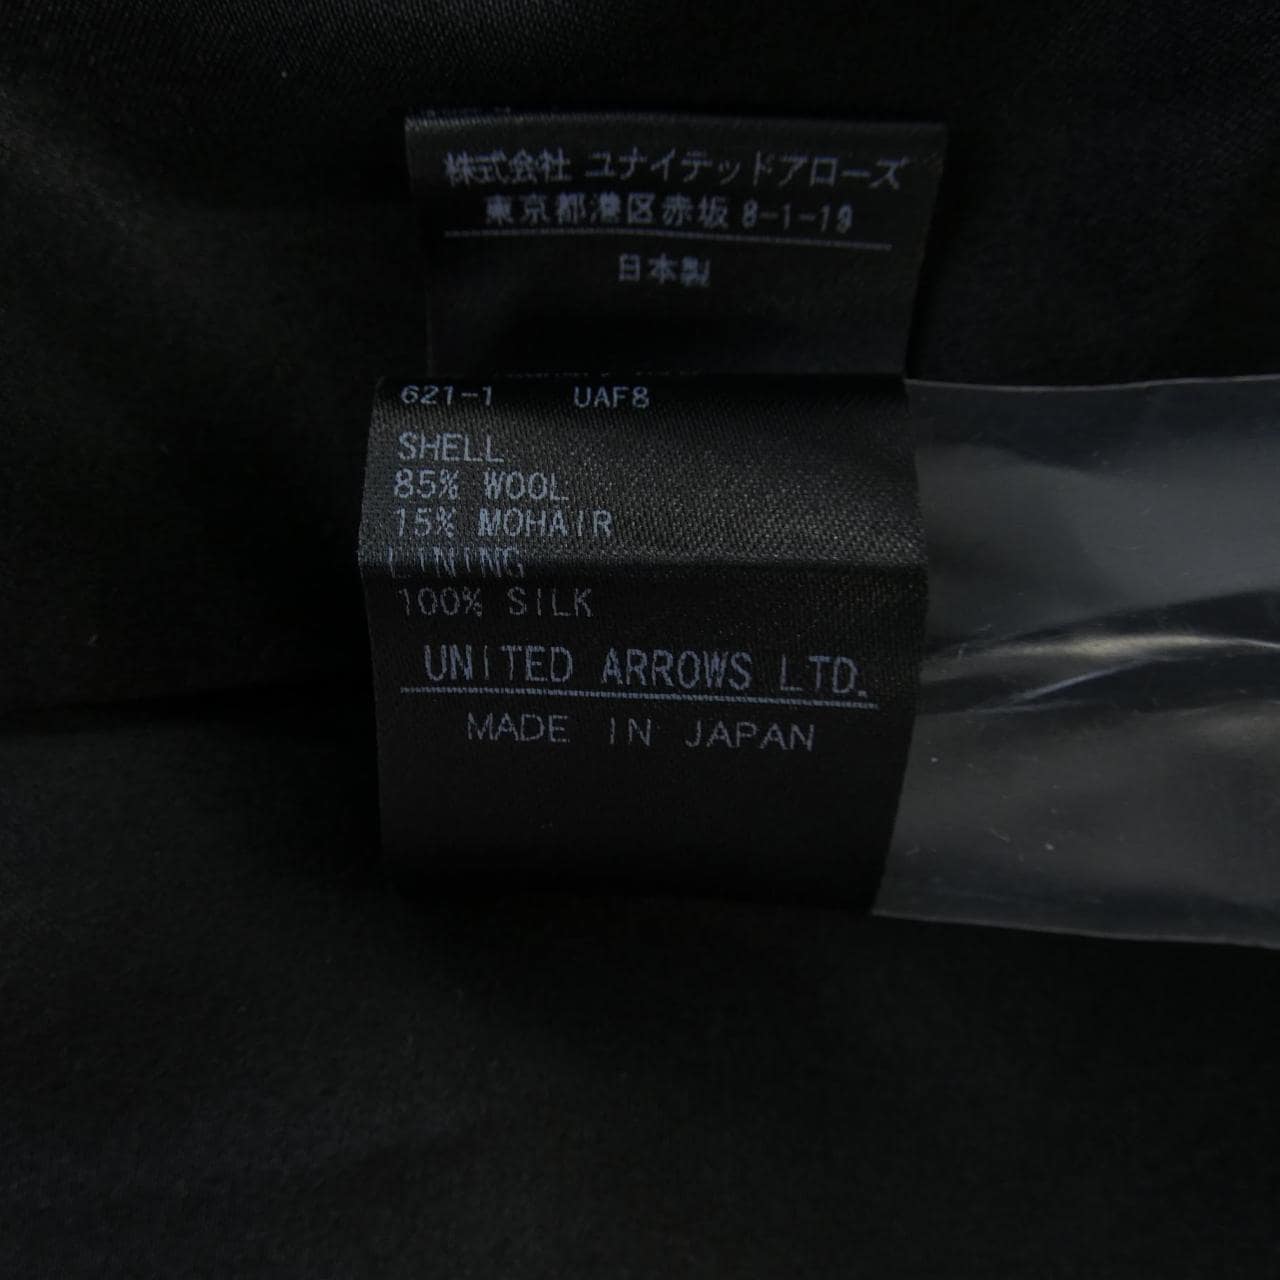 株式会社 ユナイテッドアローズ
東京都港区赤坂 8-1-19
日本製
621-1 UAF8
SHELL
85% WOOL
15% MOHAIR
LINING
100% SILK
UNITED ARROWS LTD.
MADE IN JAPAN